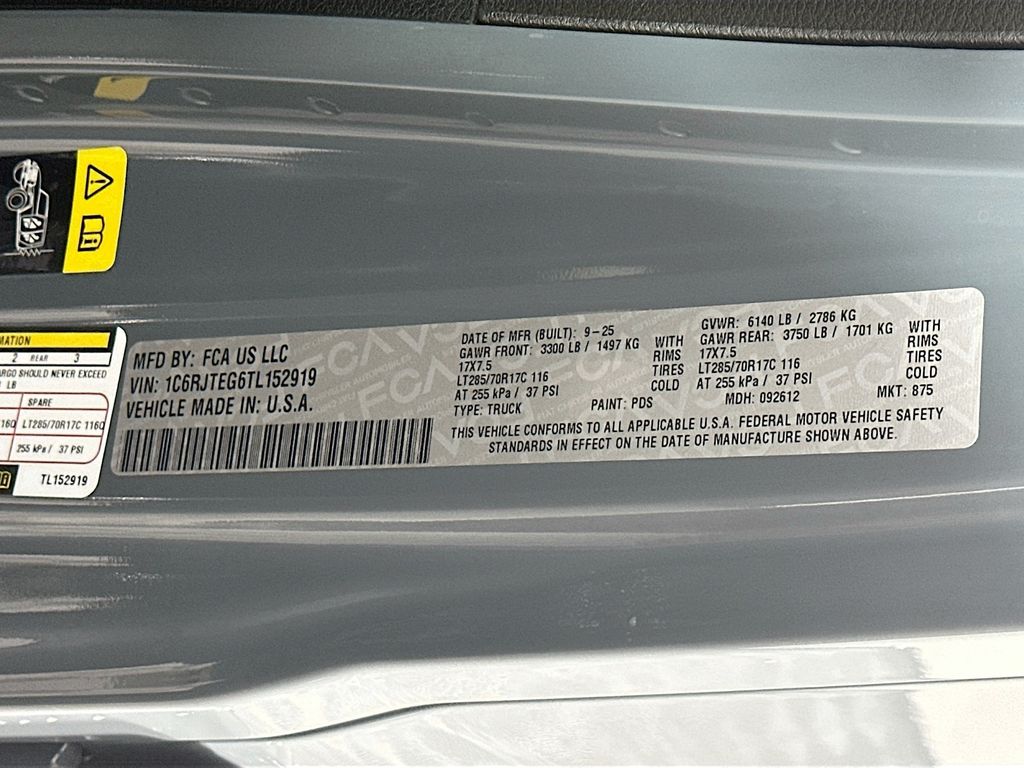 MFD BY: FCA US LLC
VIN: 1C6RJTEG6TL152919
VEHICLE MADE IN: U.S.A.
DATE OF MFR (BUILT): 9-25
GAWR FRONT: 3300 LB / 1497 KG WITH
17X7.5 RIMS
LT285/70R17C 116 TIRES
AT 255 kPa / 37 PSI COLD
TYPE: TRUCK PAINT: PDS
GVWR: 6140 LB / 2786 KG
GAWR REAR: 3750 LB / 1701 KG WITH
17X7.5 RIMS
LT285/70R17C 116 TIRES
AT 255 kPa / 37 PSI COLD
MDH: 092612 MKT: 875
THIS VEHICLE CONFORMS TO ALL APPLICABLE U.S.A. FEDERAL MOTOR VEHICLE SAFETY
STANDARDS IN EFFECT ON THE DATE OF MANUFACTURE SHOWN ABOVE.
2 REAR 3
SHOULD NEVER EXCEED
LB
SPARE
LT285/70R17C 116Q
255 kPa / 37 PSI
TL152919